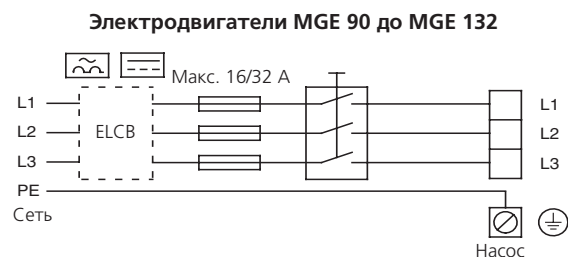 Электродвигатели MGE 90 до MGE 132
Макс. 16/32 А
L1
L1
L2
ELCB
L2
L3
L3
PE
Сеть
Насос